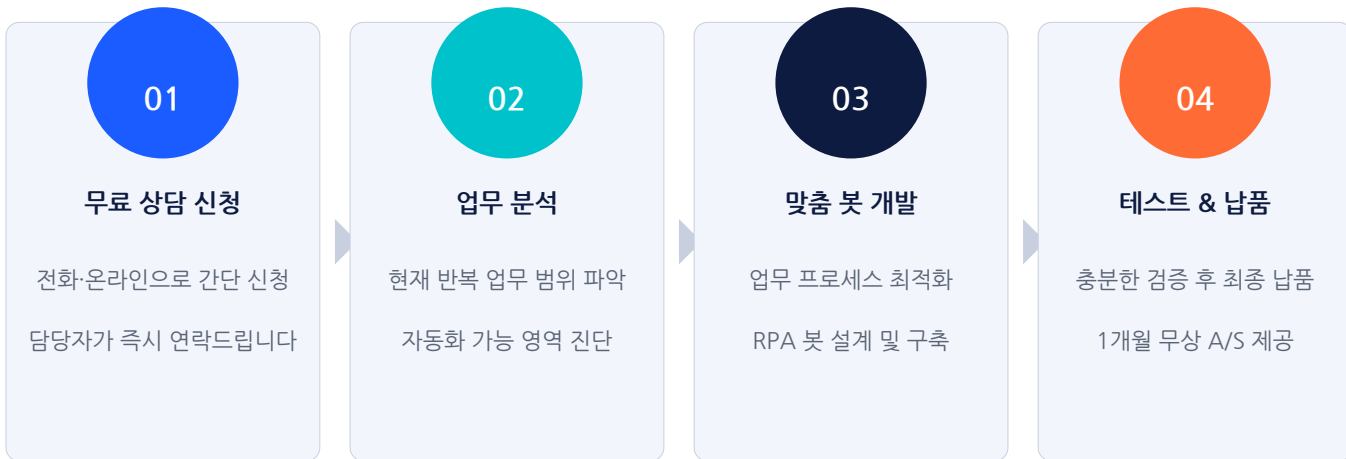 01
무료 상담 신청
전화·온라인으로 간단 신청
담당자가 즉시 연락드립니다
02
업무 분석
현재 반복 업무 범위 파악
자동화 가능 영역 진단
03
맞춤 봇 개발
업무 프로세스 최적화
RPA 봇 설계 및 구축
04
테스트 & 납품
충분한 검증 후 최종 납품
1개월 무상 A/S 제공